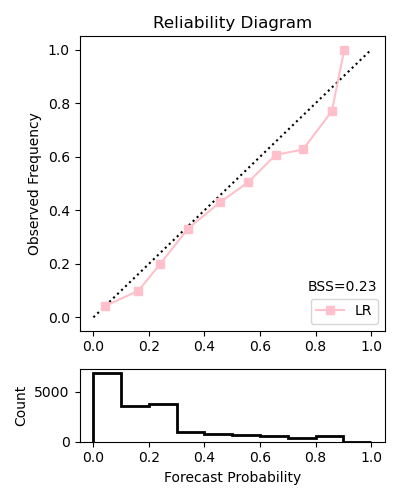 Reliability Diagram
1.0
0.8
0.6
0.4
0.2
0.0
Observed Frequency
BSS=0.23
LR
0.0 0.2 0.4 0.6 0.8 1.0
5000
0
Count
0.0 0.2 0.4 0.6 0.8 1.0
Forecast Probability